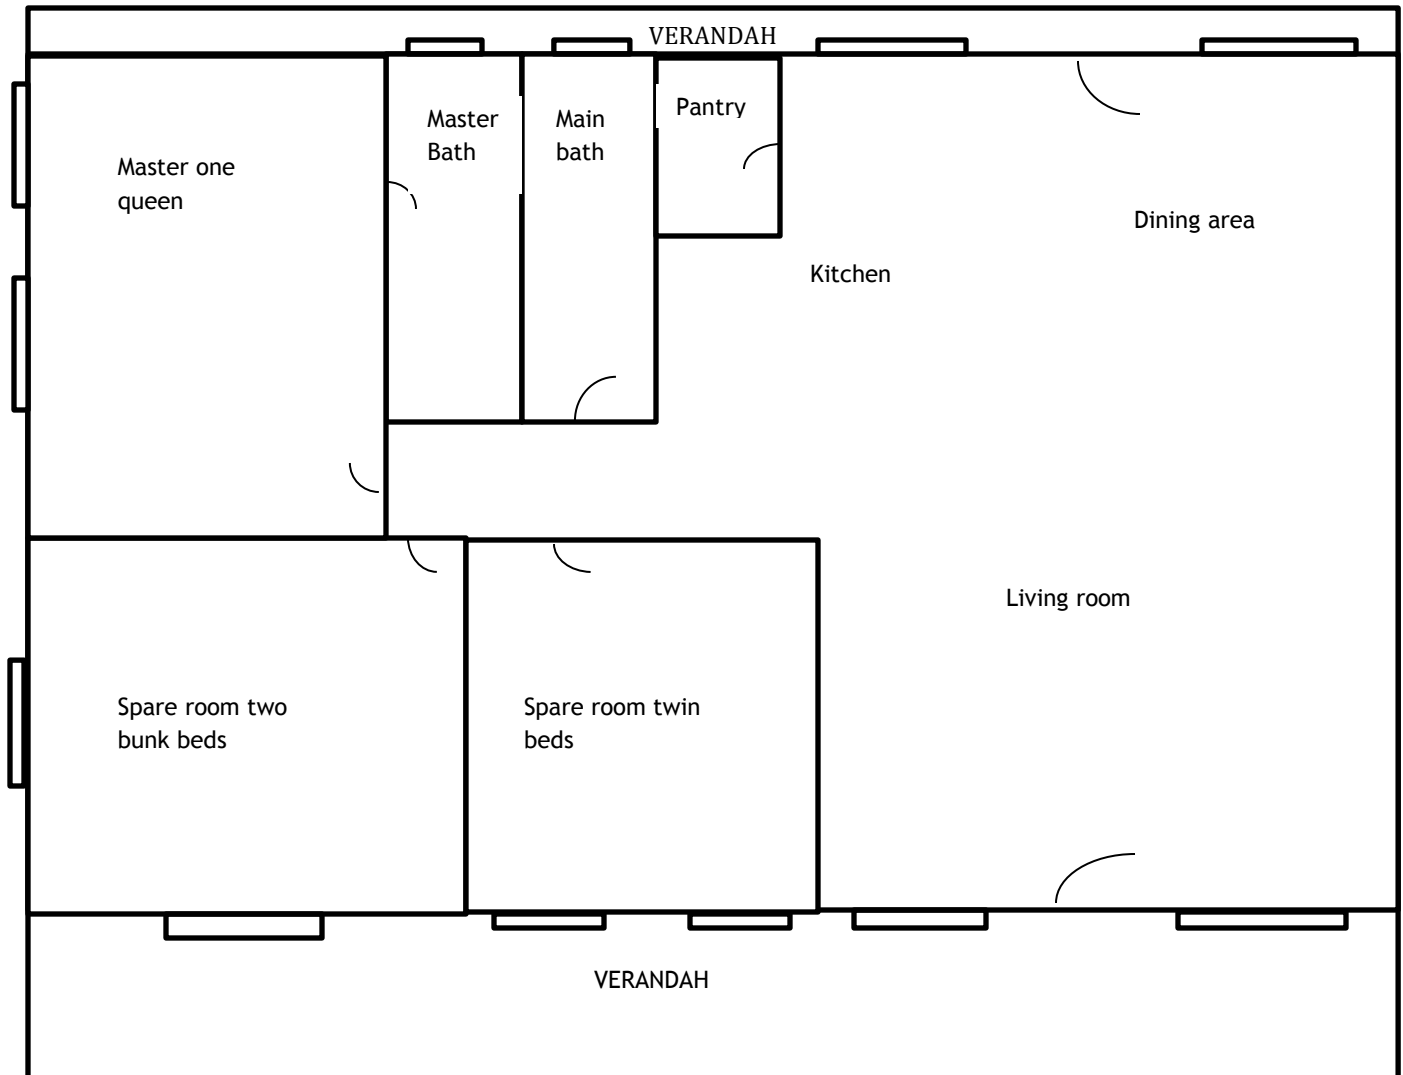 VERANDAH
Master
Bath
Main
bath
Pantry
Master one
queen
Dining area
Kitchen
Living room
Spare room two
bunk beds
Spare room twin
beds
VERANDAH